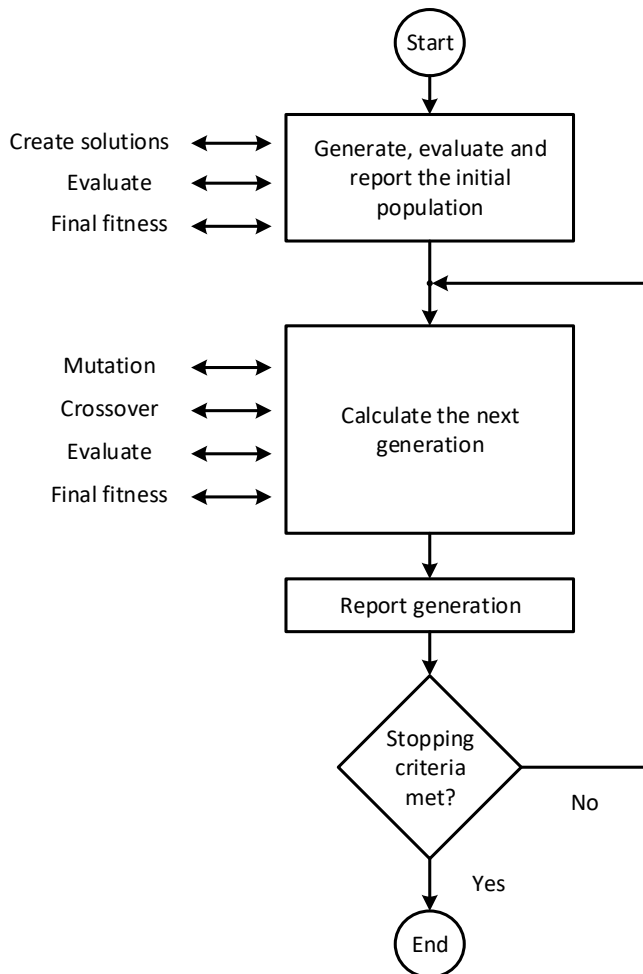 Start
Create solutions
Evaluate
Final fitness
Generate, evaluate and
report the initial
population
Mutation
Crossover
Evaluate
Final fitness
Calculate the next
generation
Report generation
Stopping
criteria
met?
No
Yes
End